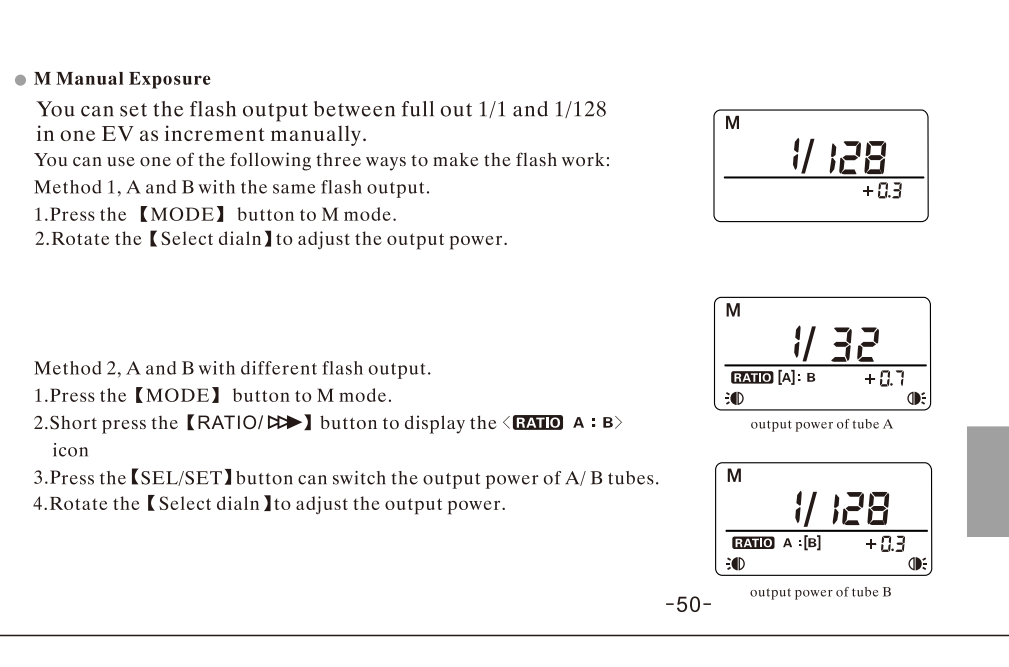 M Manual Exposure
You can set the flash output between full out 1/1 and 1/128
in one EV as increment manually.
You can use one of the following three ways to make the flash work:
Method 1, A and B with the same flash output.
1.Press the 【MODE】 button to M mode.
2.Rotate the【Select dialn】to adjust the output power.
M
1/128
+0.3
Method 2, A and B with different flash output.
1.Press the【MODE】 button to M mode.
2.Short press the【RATIO/】 button to display the〈RATIO A : B〉
icon
3.Press the【SEL/SET】button can switch the output power of A/ B tubes.
4.Rotate the【Select dialn】to adjust the output power.
M
1/ 32
RATIO [A]: B +0.7
output power of tube A
M
1/128
RATIO A :[B] +0.3
output power of tube B
-50-